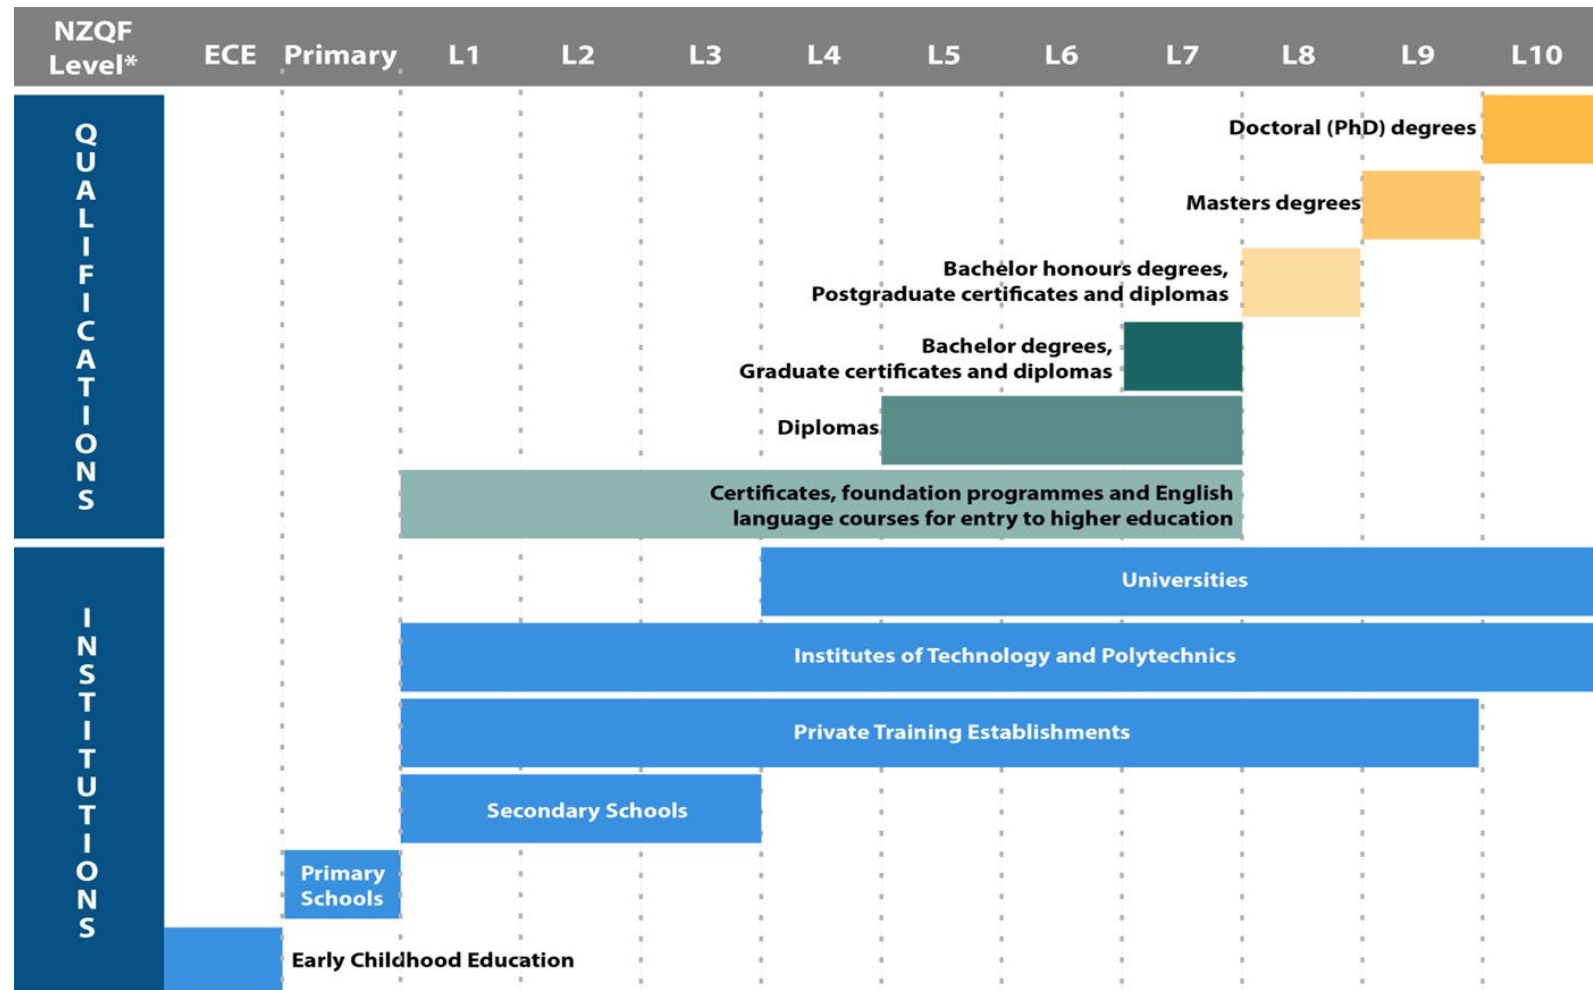 NZQF
Level*
ECE Primary L1 L2 L3 L4 L5 L6 L7 L8 L9 L10
QUALIFICATIONS
Doctoral (PhD) degrees
Masters degrees
Bachelor honours degrees,
Postgraduate certificates and diplomas
Bachelor degrees,
Graduate certificates and diplomas
Diplomas
Certificates, foundation programmes and English
language courses for entry to higher education
INSTITUTIONS
Universities
Institutes of Technology and Polytechnics
Private Training Establishments
Secondary Schools
Primary
Schools
Early Childhood Education